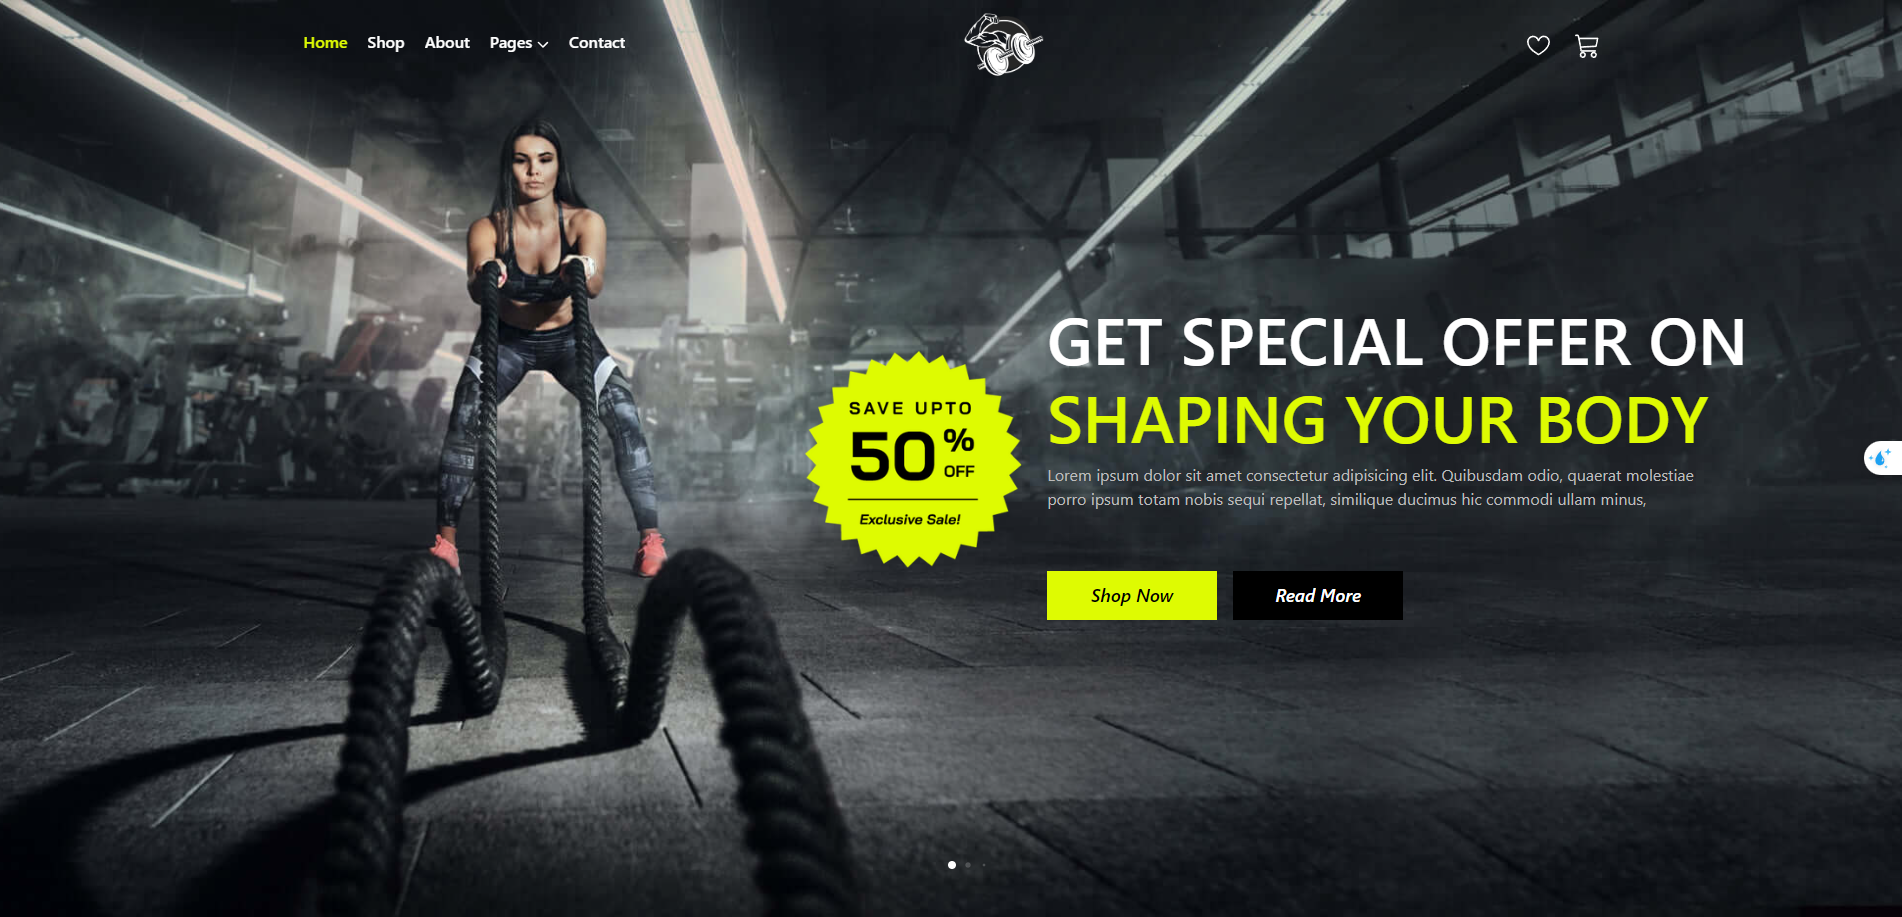 Home Shop About Pages Contact
GET SPECIAL OFFER ON
SHAPING YOUR BODY
SAVE UPTO
50%
OFF
Exclusive Sale!
Lorem ipsum dolor sit amet consectetur adipisicing elit. Quibusdam odio, quaerat molestiae
porro ipsum totam nobis sequi repellat, similique ducimus hic commodi ullam minus,
Shop Now Read More